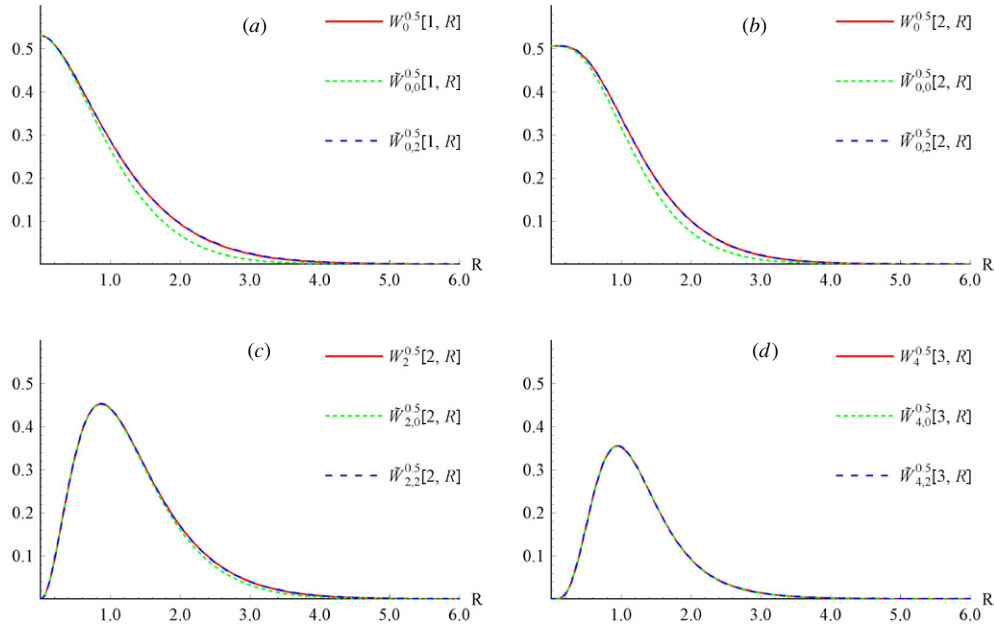 (a)
W₀^0.5[1, R]
W̃₀,₀^0.5[1, R]
W̃₀,₂^0.5[1, R]
0.5
0.4
0.3
0.2
0.1
1.0 2.0 3.0 4.0 5.0 6.0
R
(b)
W₀^0.5[2, R]
W̃₀,₀^0.5[2, R]
W̃₀,₂^0.5[2, R]
0.5
0.4
0.3
0.2
0.1
1.0 2.0 3.0 4.0 5.0 6.0
R
(c)
W₂^0.5[2, R]
W̃₂,₀^0.5[2, R]
W̃₂,₂^0.5[2, R]
0.5
0.4
0.3
0.2
0.1
1.0 2.0 3.0 4.0 5.0 6.0
R
(d)
W₄^0.5[3, R]
W̃₄,₀^0.5[3, R]
W̃₄,₂^0.5[3, R]
0.5
0.4
0.3
0.2
0.1
1.0 2.0 3.0 4.0 5.0 6.0
R